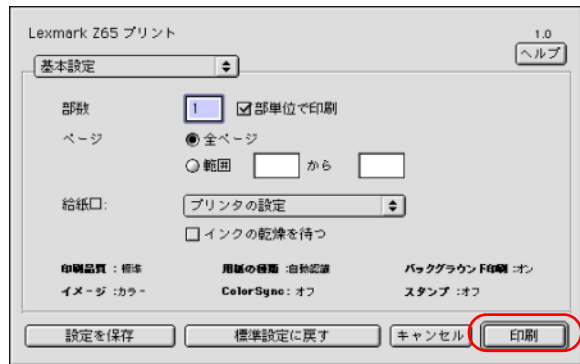 Lexmark Z65 プリント 1.0
ヘルプ
基本設定
部数 1 部単位で印刷
ページ 全ページ
範囲 から
給紙口: プリンタの設定
インクの乾燥を待つ
印刷品質 : 標準 用紙の種類 :自動認識 バックグラウンド印刷 :オン
イメージ :カラー ColorSync : オフ スタンプ :オフ
設定を保存 標準設定に戻す キャンセル 印刷